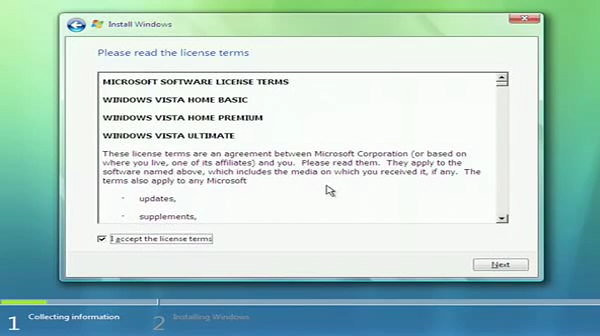 Install Windows
Please read the license terms
MICROSOFT SOFTWARE LICENSE TERMS
WINDOWS VISTA HOME BASIC
WINDOWS VISTA HOME PREMIUM
WINDOWS VISTA ULTIMATE
These license terms are an agreement between Microsoft Corporation (or based on
where you live, one of its affiliates) and you. Please read them. They apply to the
software named above, which includes the media on which you received it, if any. The
terms also apply to any Microsoft
· updates,
· supplements,
I accept the license terms
Next
1 Collecting information
2 Installing Windows